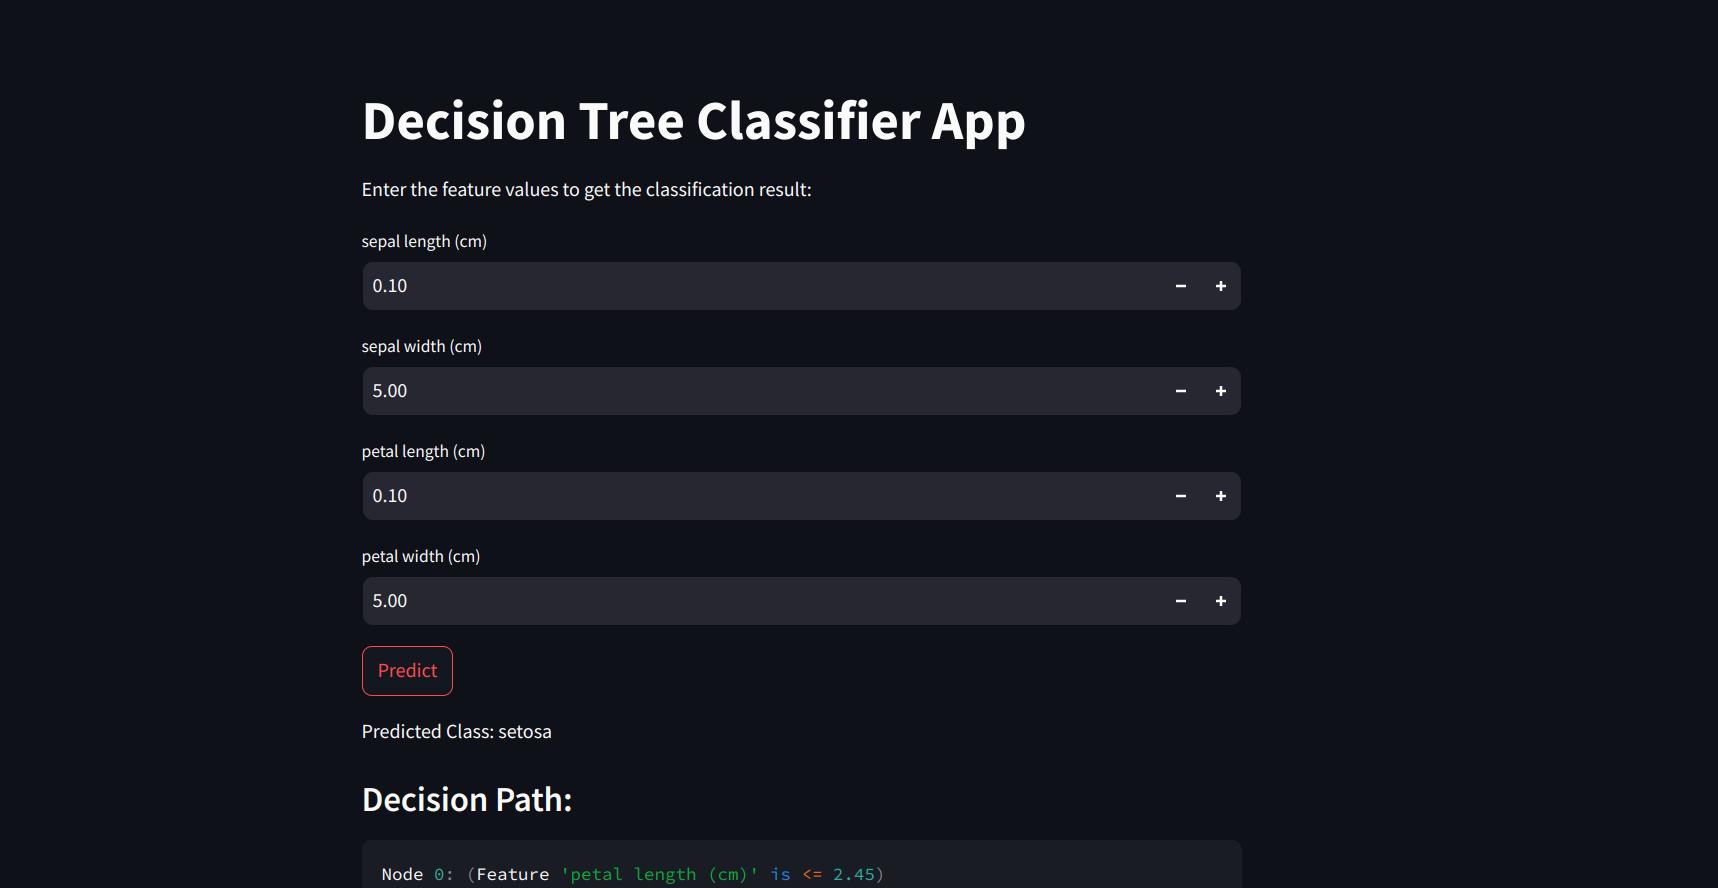 Decision Tree Classifier App
Enter the feature values to get the classification result:
sepal length (cm)
0.10
sepal width (cm)
5.00
petal length (cm)
0.10
petal width (cm)
5.00
Predict
Predicted Class: setosa
Decision Path:
Node 0: (Feature 'petal length (cm)' is <= 2.45)